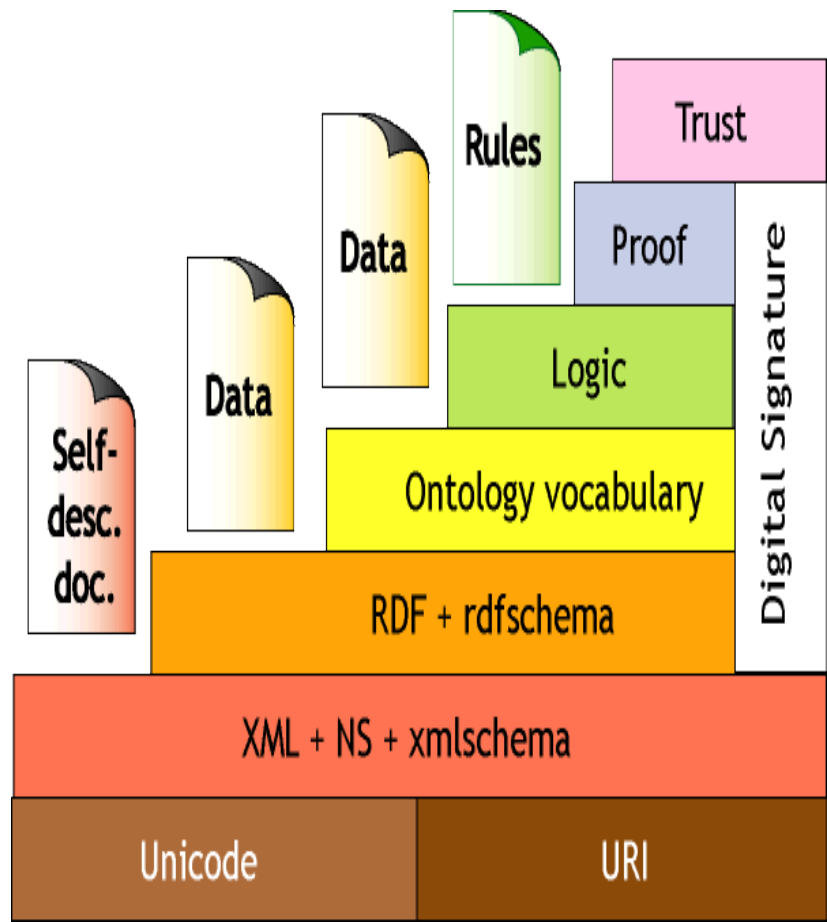 Trust
Rules
Proof
Data
Logic
Data
Digital Signature
Self-
desc.
doc.
Ontology vocabulary
RDF + rdfschema
XML + NS + xmlschema
Unicode
URI